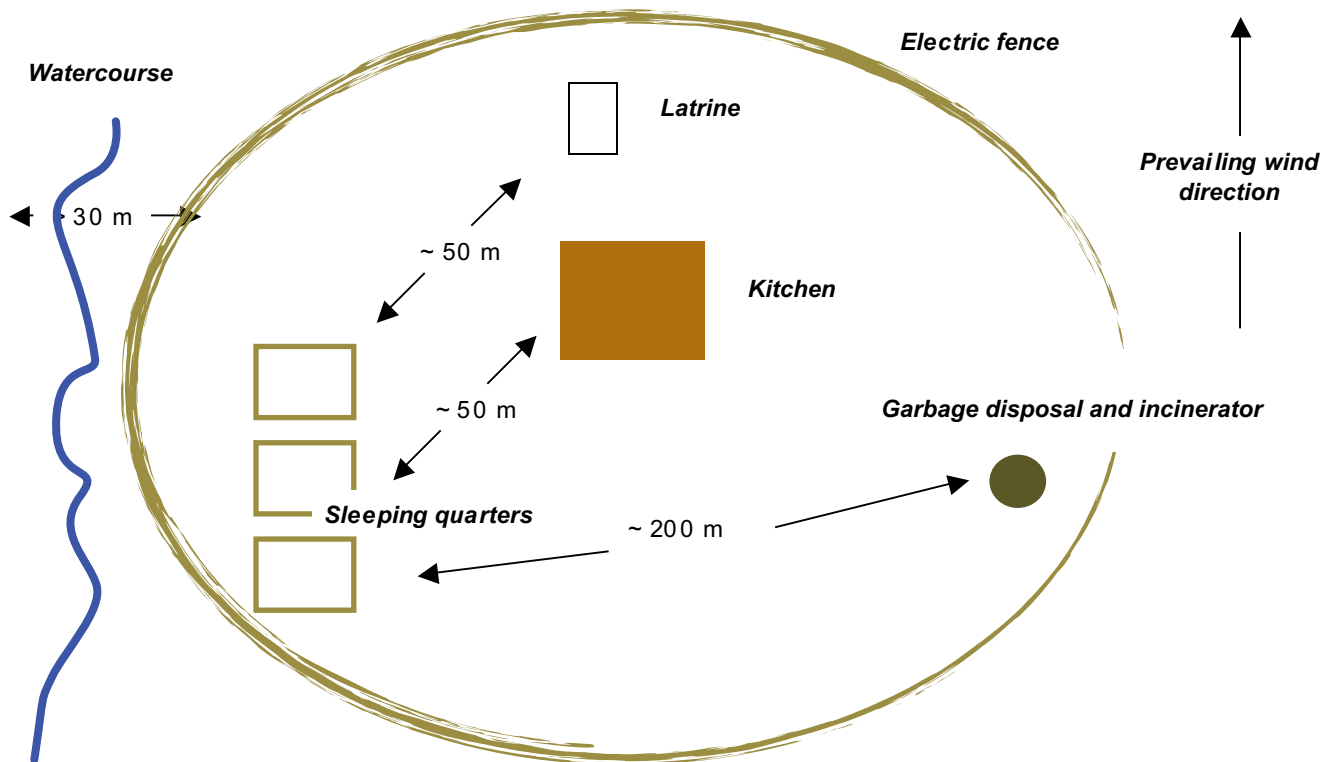 Electric fence
Watercourse
Latrine
Prevailing wind
direction
> 30 m
~ 50 m
Kitchen
~ 50 m
Garbage disposal and incinerator
Sleeping quarters
~ 200 m